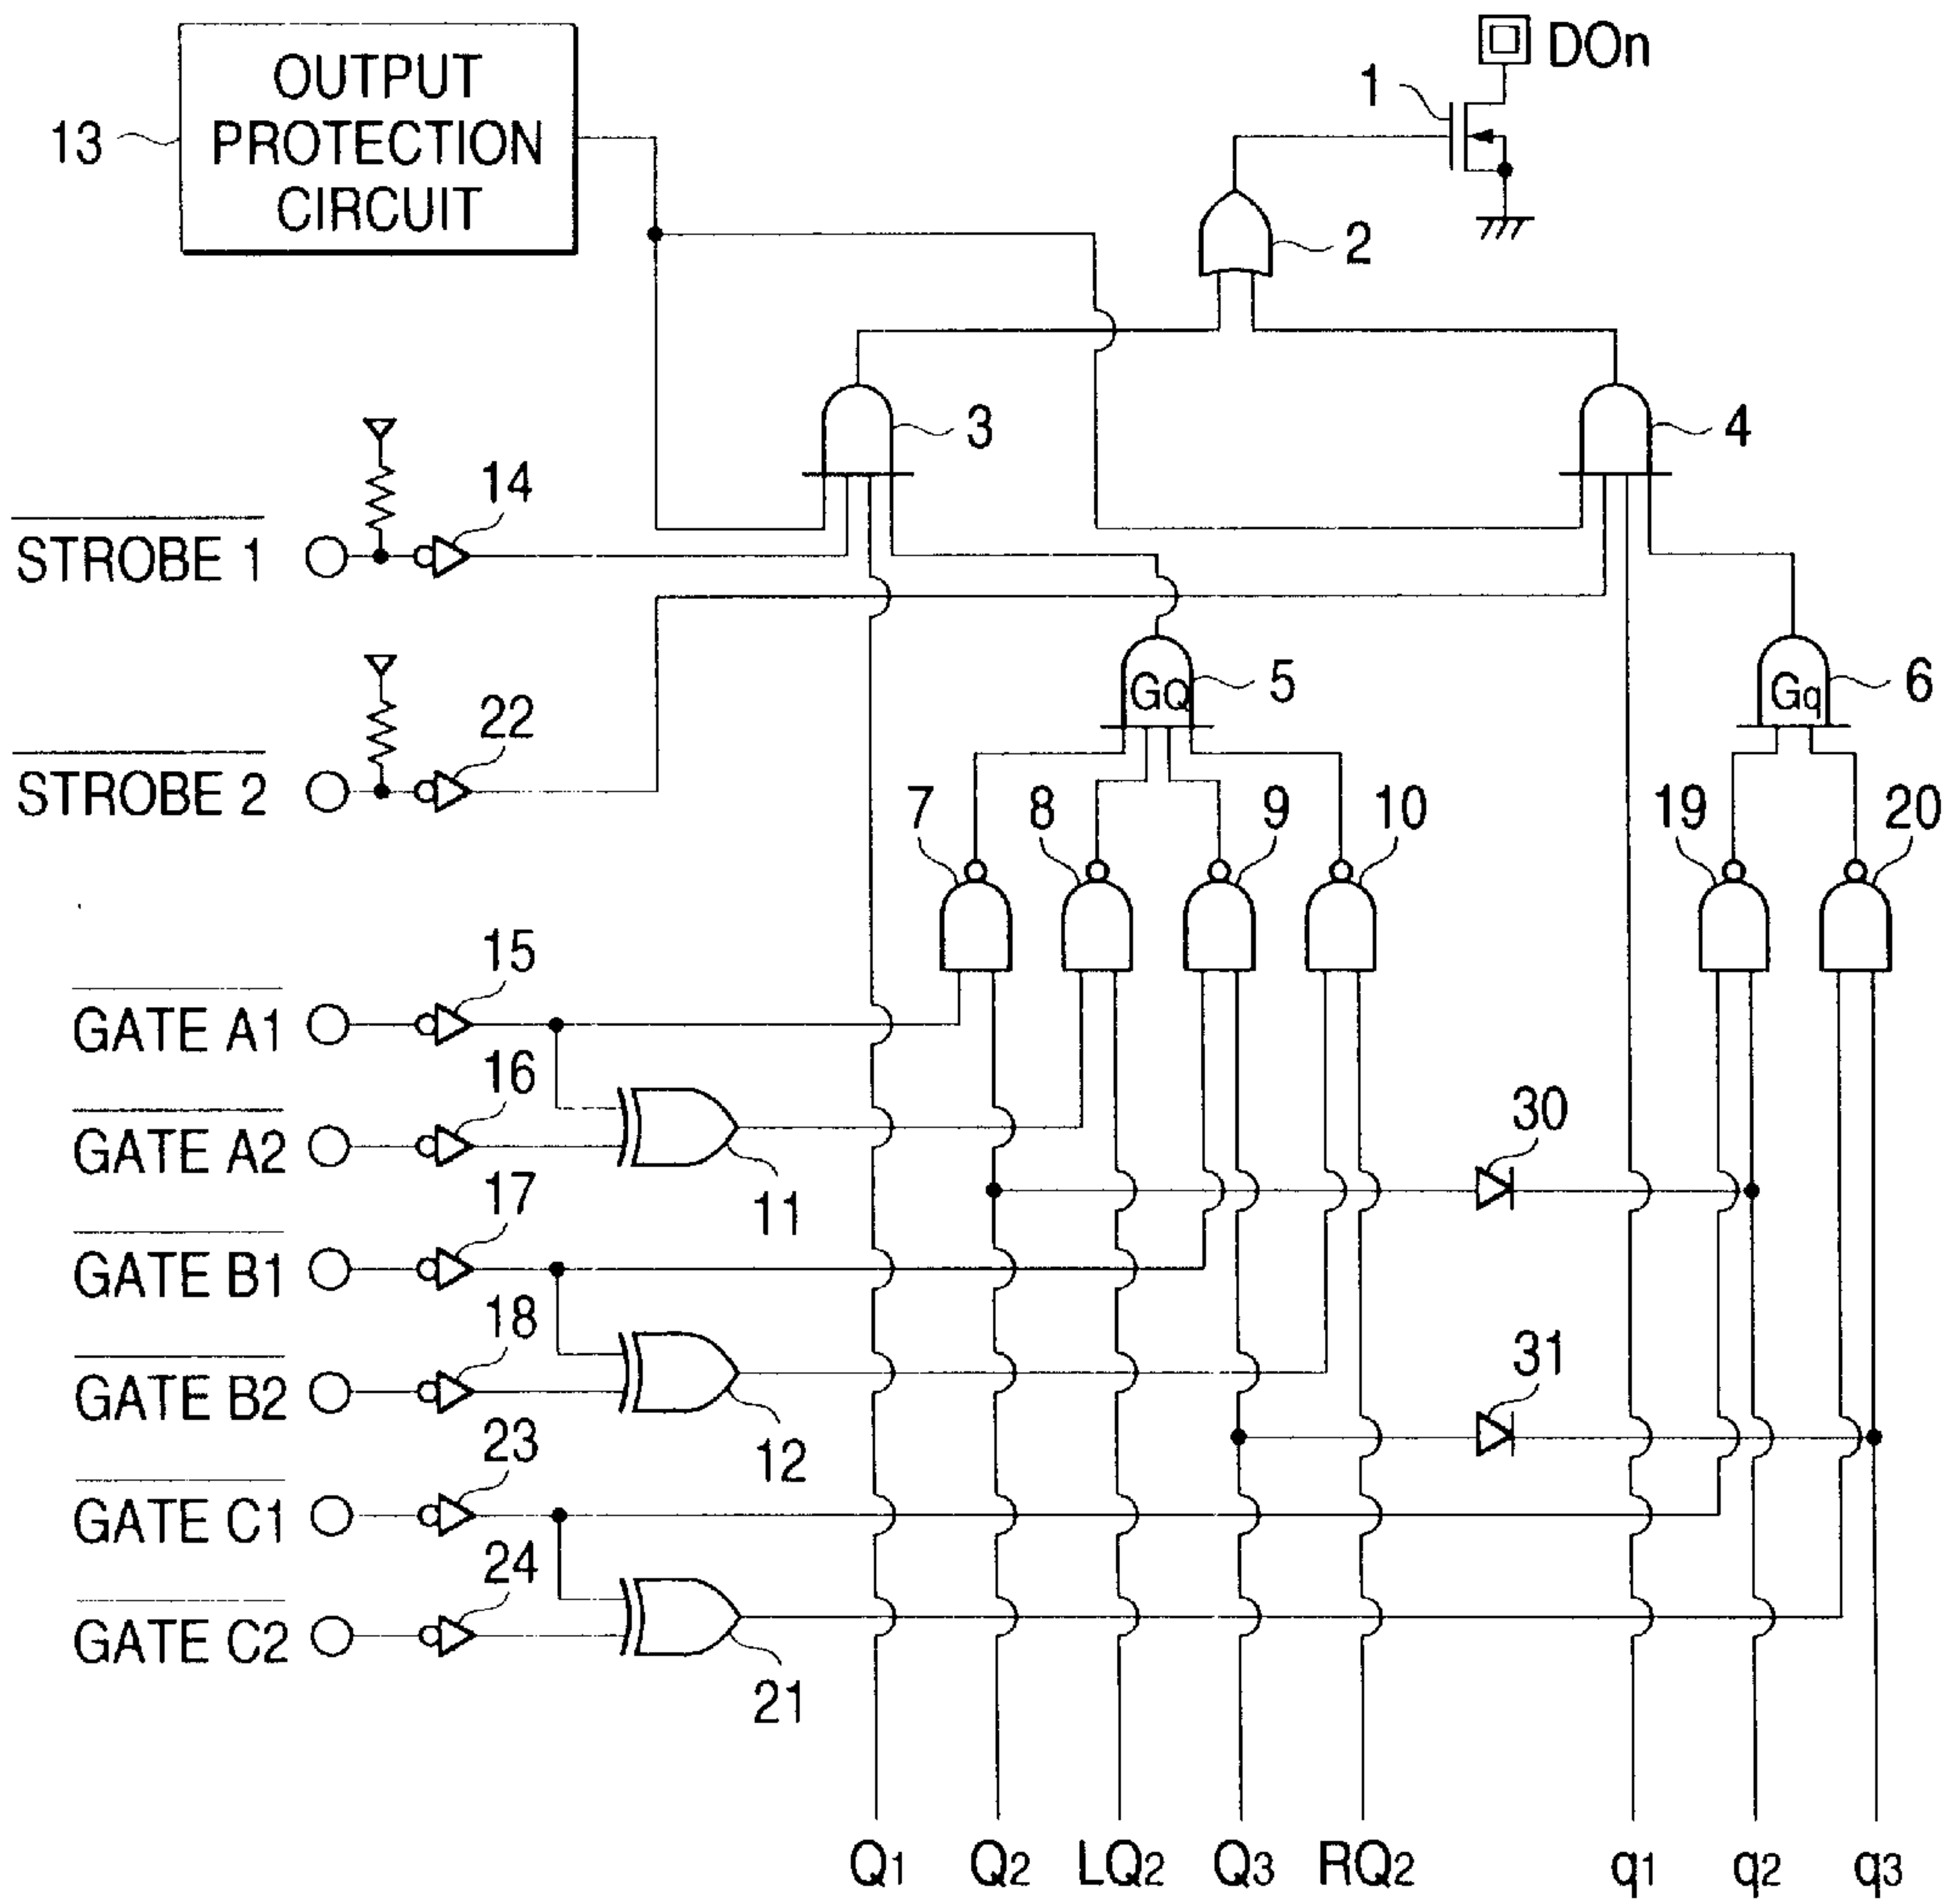 DOn
1
OUTPUT
PROTECTION
CIRCUIT
13
2
3
4
14
STROBE 1
GQ
5
Gq
6
22
STROBE 2
7
8
9
10
19
20
15
GATE A1
16
GATE A2
11
30
17
GATE B1
18
GATE B2
12
31
23
GATE C1
24
GATE C2
21
Q1
Q2
LQ2
Q3
RQ2
q1
q2
q3